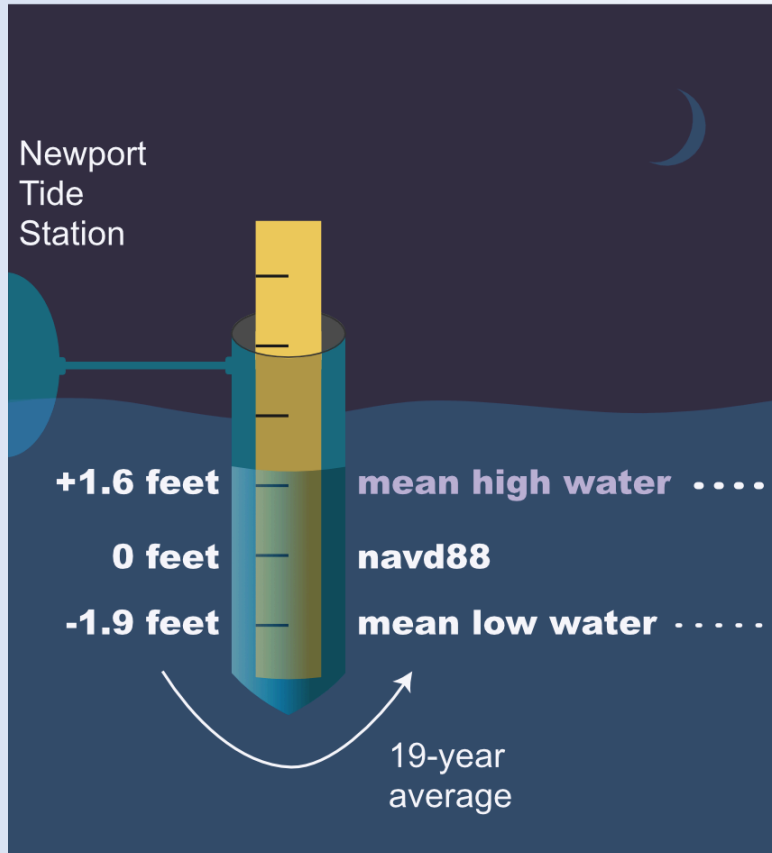 Newport
Tide
Station
+1.6 feet mean high water ....
0 feet navd88
-1.9 feet mean low water .....
19-year
average